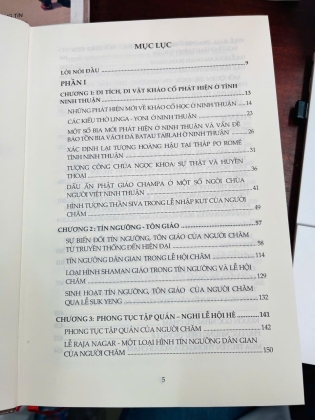 MỤC LỤC
LỜI NÓI ĐẦU 9
PHẦN I
CHƯƠNG 1: DI TÍCH, DI VẬT KHẢO CỔ PHÁT HIỆN Ở TỈNH
NINH THUẬN 13
NHỮNG PHÁT HIỆN MỚI VỀ KHẢO CỔ HỌC Ở NINH THUẬN 14
CÁC KIỂU THỜ LINGA - YONI Ở NINH THUẬN 26
MỘT SỐ BIA MỚI PHÁT HIỆN Ở NINH THUẬN VÀ VẤN ĐỀ
BẢO TỒN BIA VÁCH ĐÁ BATAU TABLAH Ở NINH THUẬN 31
XÁC ĐỊNH LẠI TƯỢNG HOÀNG HẬU TẠI THÁP PO ROMÉ
TỈNH NINH THUẬN 36
TƯỢNG CÔNG CHÚA NGỌC KHOA: SỰ THẬT VÀ HUYỀN
THOẠI
DẤU ẤN PHẬT GIÁO CHAMPA Ở MỘT SỐ NGÔI CHÙA
NGƯỜI VIỆT NINH THUẬN 41
HÌNH TƯỢNG THẦN SIVA TRONG LỄ NHẬP KUT CỦA NGƯỜI
CHĂM 49
CHƯƠNG 2: TÍN NGƯỠNG - TÔN GIÁO 57
SỰ BIẾN ĐỔI TÍN NGƯỠNG, TÔN GIÁO CỦA NGƯỜI CHĂM
TỪ TRUYỀN THỐNG ĐẾN HIỆN ĐẠI 58
TÍN NGƯỠNG DÂN GIAN TRONG LỄ HỘI CHĂM 114
LOẠI HÌNH SHAMAN GIÁO TRONG TÍN NGƯỠNG VÀ LỄ HỘI
CHĂM 129
SINH HOẠT TÍN NGƯỠNG, TÔN GIÁO CỦA NGƯỜI CHĂM
QUA LỄ SUK YENG 132
CHƯƠNG 3: PHONG TỤC TẬP QUÁN – NGHI LỄ HỘI HÈ 141
PHONG TỤC TẬP QUÁN CỦA NGƯỜI CHĂM 142
LỄ RAJA NAGAR - MỘT LOẠI HÌNH TÍN NGƯỠNG DÂN GIAN
CỦA NGƯỜI CHĂM 150
5